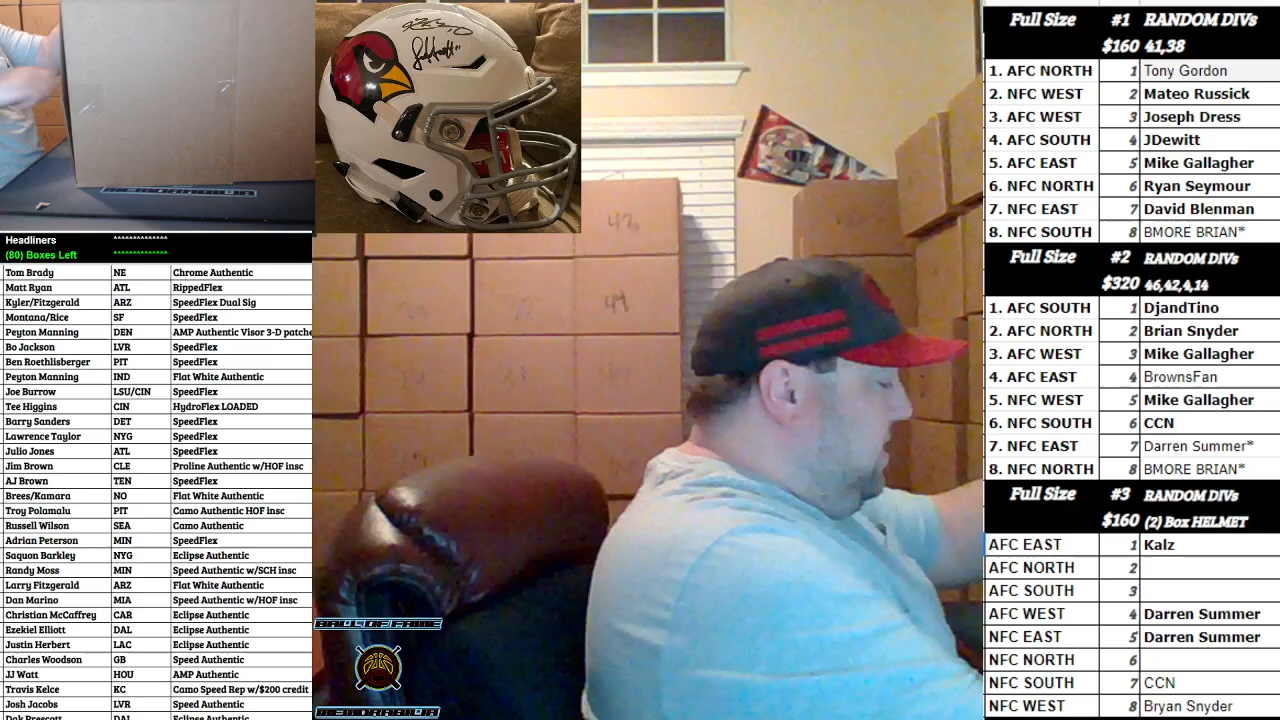 Headliners **************
(80) Boxes Left **************
Tom Brady NE Chrome Authentic
Matt Ryan ATL RippedFlex
Kyler/Fitzgerald ARZ SpeedFlex Dual Sig
Montana/Rice SF SpeedFlex
Peyton Manning DEN AMP Authentic Visor 3-D patche
Bo Jackson LVR SpeedFlex
Ben Roethlisberger PIT SpeedFlex
Peyton Manning IND Flat White Authentic
Joe Burrow LSU/CIN SpeedFlex
Tee Higgins CIN HydroFlex LOADED
Barry Sanders DET SpeedFlex
Lawrence Taylor NYG SpeedFlex
Julio Jones ATL SpeedFlex
Jim Brown CLE Proline Authentic w/HOF insc
AJ Brown TEN SpeedFlex
Brees/Kamara NO Flat White Authentic
Troy Polamalu PIT Camo Authentic HOF insc
Russell Wilson SEA Camo Authentic
Adrian Peterson MIN SpeedFlex
Saquon Barkley NYG Eclipse Authentic
Randy Moss MIN Speed Authentic w/SCH insc
Larry Fitzgerald ARZ Flat White Authentic
Dan Marino MIA Speed Authentic w/HOF insc
Christian McCaffrey CAR Eclipse Authentic
Ezekiel Elliott DAL Eclipse Authentic
Justin Herbert LAC Eclipse Authentic
Charles Woodson GB Speed Authentic
JJ Watt HOU AMP Authentic
Travis Kelce KC Camo Speed Rep w/$200 credit
Josh Jacobs LVR Speed Authentic
Dak Prescott DAL Eclipse Authentic
43
44
BALL OF FAME
MEMORABILIA
Full Size #1 RANDOM DIVs
$160 41,38
1. AFC NORTH 1 Tony Gordon
2. NFC WEST 2 Mateo Russick
3. AFC WEST 3 Joseph Dress
4. AFC SOUTH 4 JDewitt
5. AFC EAST 5 Mike Gallagher
6. NFC NORTH 6 Ryan Seymour
7. NFC EAST 7 David Blenman
8. NFC SOUTH 8 BMORE BRIAN*
Full Size #2 RANDOM DIVs
$320 46,42,4,14
1. AFC SOUTH 1 DjandTino
2. AFC NORTH 2 Brian Snyder
3. AFC WEST 3 Mike Gallagher
4. AFC EAST 4 BrownsFan
5. NFC WEST 5 Mike Gallagher
6. NFC SOUTH 6 CCN
7. NFC EAST 7 Darren Summer*
8. NFC NORTH 8 BMORE BRIAN*
Full Size #3 RANDOM DIVs
$160 (2) Box HELMET
AFC EAST 1 Kalz
AFC NORTH 2
AFC SOUTH 3
AFC WEST 4 Darren Summer
NFC EAST 5 Darren Summer
NFC NORTH 6
NFC SOUTH 7 CCN
NFC WEST 8 Bryan Snyder